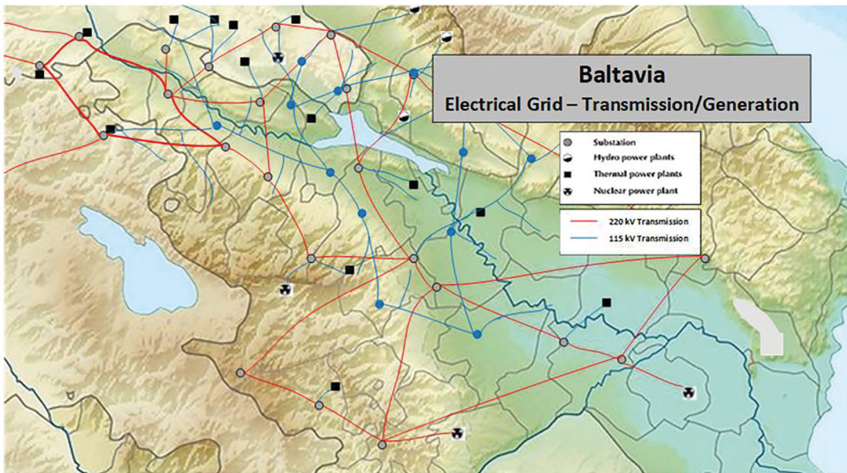 Baltavia
Electrical Grid – Transmission/Generation
Substation
Hydro power plants
Thermal power plants
Nuclear power plant
220 kV Transmission
115 kV Transmission